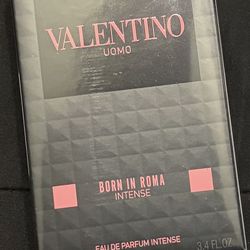 VALENTINO
UOMO
BORN IN ROMA
INTENSE
EAU DE PARFUM INTENSE
3.4 FL.OZ